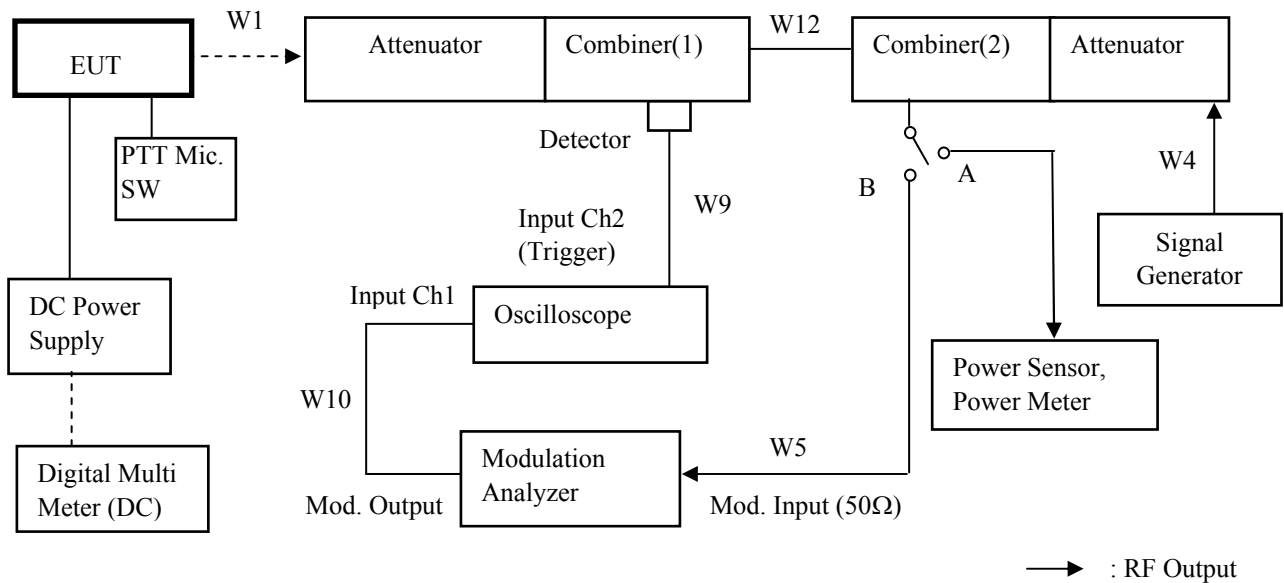 W1
EUT
Attenuator
Combiner(1)
W12
Combiner(2)
Attenuator
PTT Mic.
SW
Detector
B
A
W4
W9
Input Ch2
(Trigger)
Signal
Generator
Input Ch1
DC Power
Supply
Oscilloscope
Power Sensor,
Power Meter
W10
W5
Digital Multi
Meter (DC)
Modulation
Analyzer
Mod. Output
Mod. Input (50Ω)
: RF Output